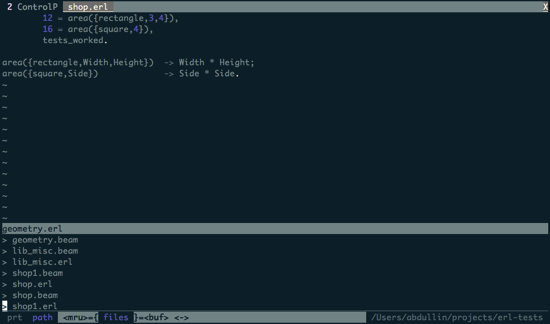 2 ControlP shop.erl X
12 = area({rectangle,3,4}),
16 = area({square,4}),
tests_worked.
area({rectangle,Width,Height}) -> Width * Height;
area({square,Side}) -> Side * Side.
~
~
~
~
~
~
~
~
~
~
~
~
~
geometry.erl
> geometry.beam
> lib_misc.beam
> lib_misc.erl
> shop1.beam
> shop.erl
> shop.beam
> shop1.erl
prt path <mru>={ files }=<buf> <-> /Users/abdullin/projects/erl-tests